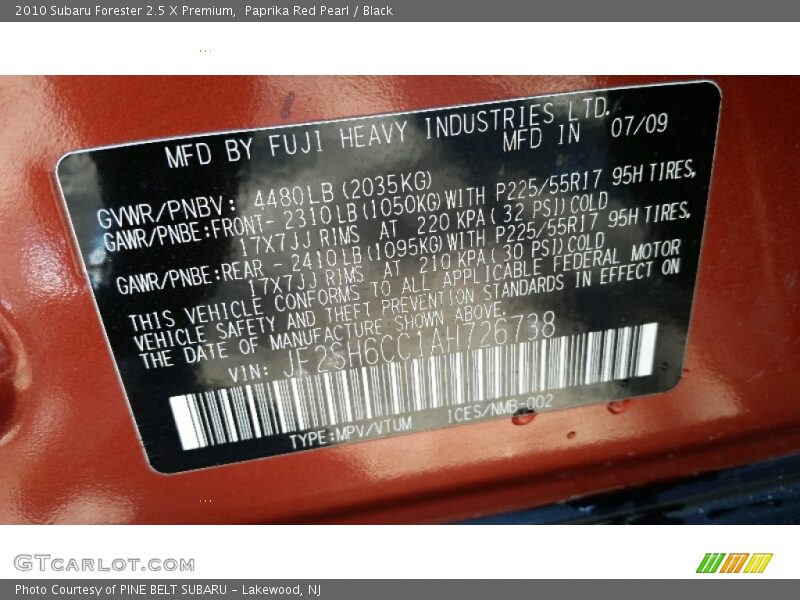 2010 Subaru Forester 2.5 X Premium,  Paprika Red Pearl / Black
MFD BY FUJI HEAVY INDUSTRIES LTD.
MFD IN 07/09
GVWR/PNBV: 4480LB (2035KG)
GAWR/PNBE:FRONT- 2310LB(1050KG)WITH P225/55R17 95H TIRES,
17X7JJ RIMS AT 220 KPA( 32 PSI)COLD
GAWR/PNBE:REAR - 2410LB(1095KG)WITH P225/55R17 95H TIRES,
17X7JJ RIMS AT 210 KPA( 30 PSI)COLD
THIS VEHICLE CONFORMS TO ALL APPLICABLE FEDERAL MOTOR
VEHICLE SAFETY AND THEFT PREVENTION STANDARDS IN EFFECT ON
THE DATE OF MANUFACTURE SHOWN ABOVE.
VIN: JF2SH6CC1AH726738
TYPE:MPV/VTUM ICES/NMB-002
GTCARLOT.COM
Photo Courtesy of PINE BELT SUBARU - Lakewood, NJ